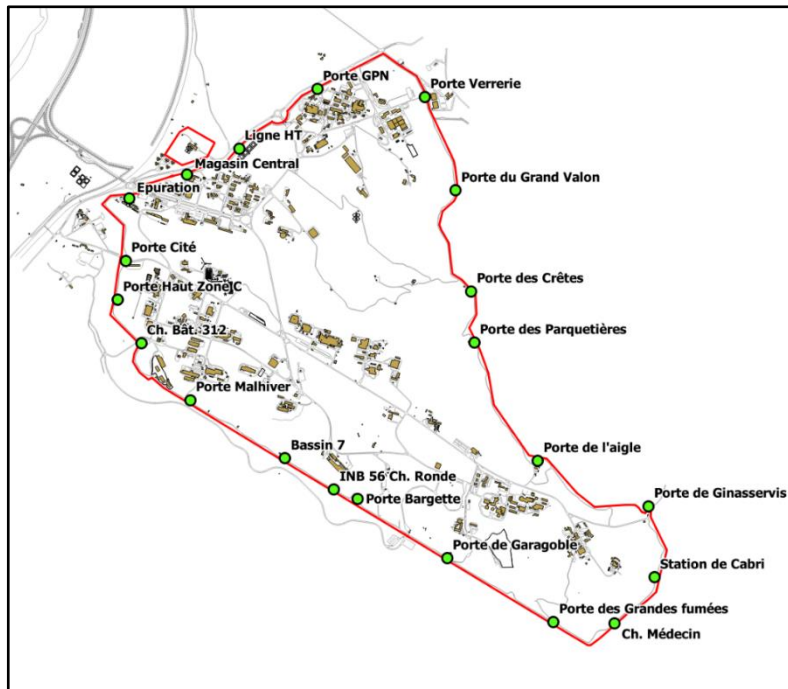 Porte GPN
Porte Verrerie
Ligne HT
Magasin Central
Epuration
Porte du Grand Valon
Porte Cité
Porte Haut Zone C
Porte des Crêtes
Ch. Bât. 312
Porte des Parquetières
Porte Malhiver
Bassin 7
Porte de l'aigle
INB 56 Ch. Ronde
Porte Bargette
Porte de Ginasservis
Porte de Garagoble
Station de Cabri
Porte des Grandes fumées
Ch. Médecin